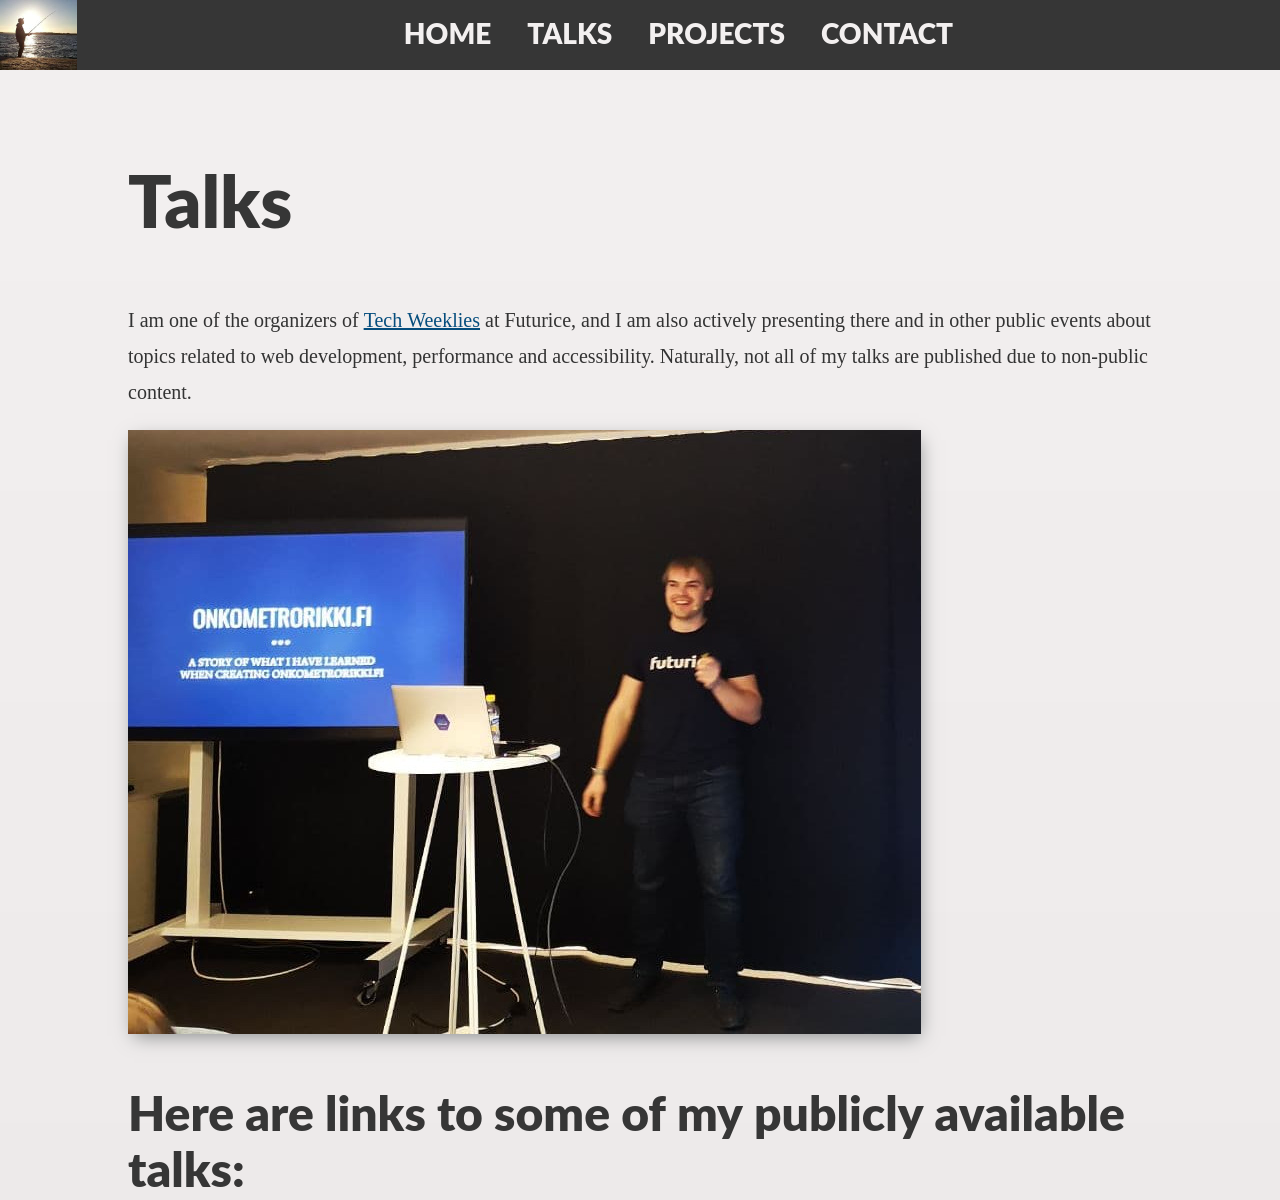 HOME TALKS PROJECTS CONTACT
Talks
I am one of the organizers of Tech Weeklies at Futurice, and I am also actively presenting there and in other public events about
topics related to web development, performance and accessibility. Naturally, not all of my talks are published due to non-public
content.
ONKOMETRORIKKI.FI
A STORY OF WHAT I HAVE LEARNED
WHEN CREATING ONKOMETRORIKKI.FI
futuri
Here are links to some of my publicly available
talks: